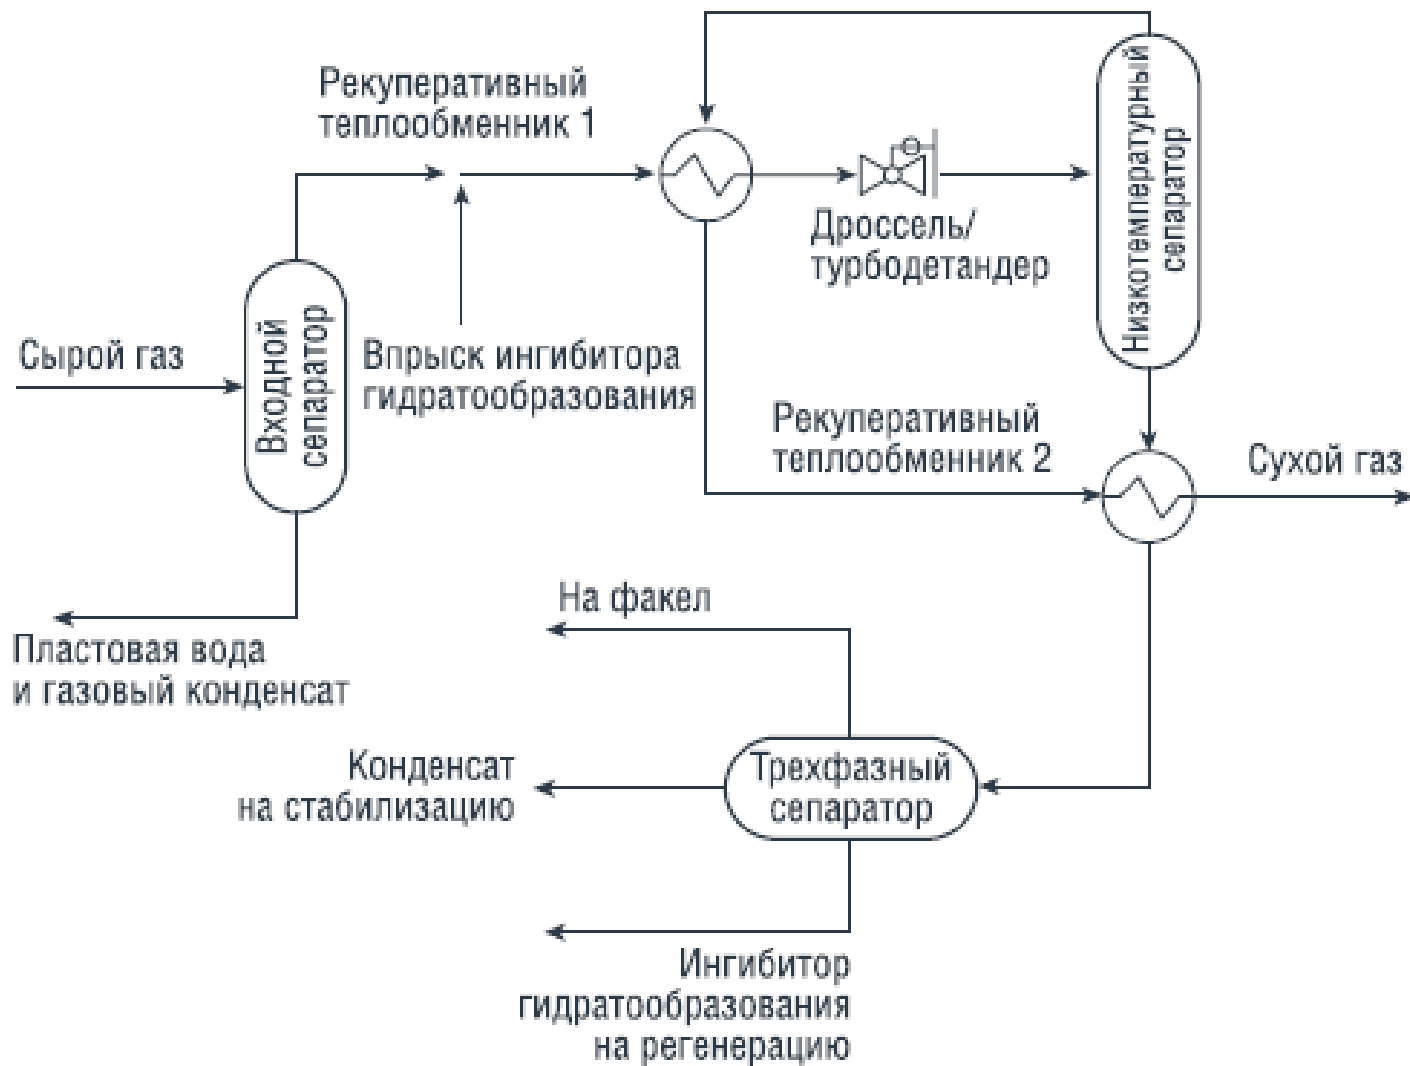 Рекуперативный
теплообменник 1
Низкотемпературный
сепаратор
Дроссель/
турбодетандер
Сырой газ
Входной
сепаратор
Впрыск ингибитора
гидратообразования
Рекуперативный
теплообменник 2
Сухой газ
На факел
Пластовая вода
и газовый конденсат
Конденсат
на стабилизацию
Трехфазный
сепаратор
Ингибитор
гидратообразования
на регенерацию